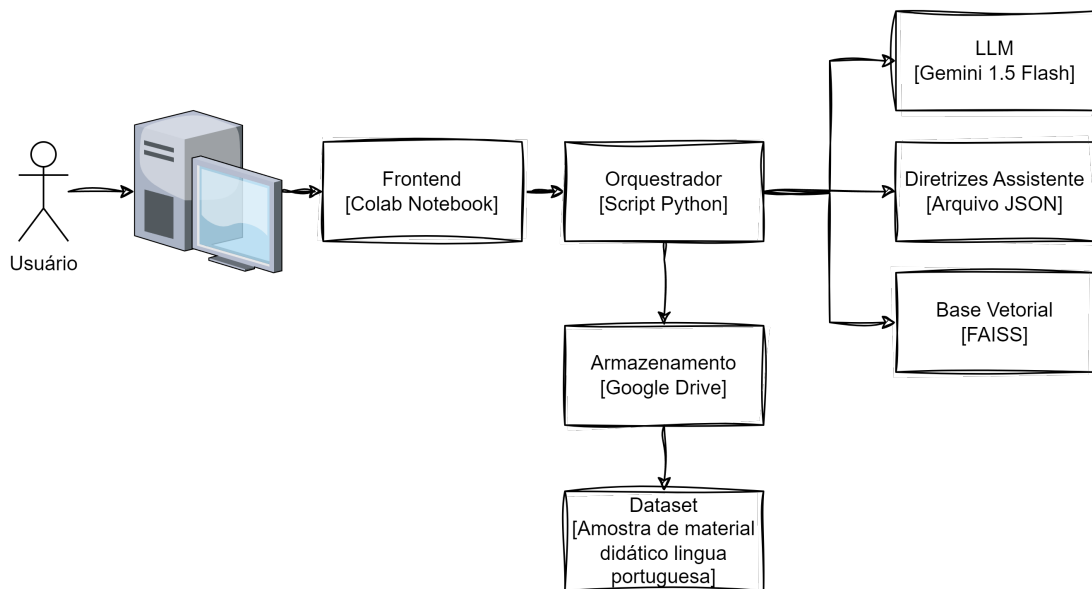 Usuário
Frontend
[Colab Notebook]
Orquestrador
[Script Python]
LLM
[Gemini 1.5 Flash]
Diretrizes Assistente
[Arquivo JSON]
Base Vetorial
[FAISS]
Armazenamento
[Google Drive]
Dataset
[Amostra de material
didático lingua
portuguesa]